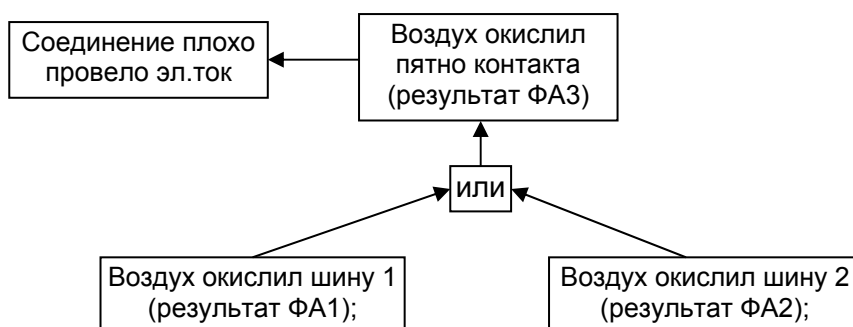 Соединение плохо
провело эл.ток
Воздух окислил
пятно контакта
(результат ФА3)
или
Воздух окислил шину 1
(результат ФА1);
Воздух окислил шину 2
(результат ФА2);